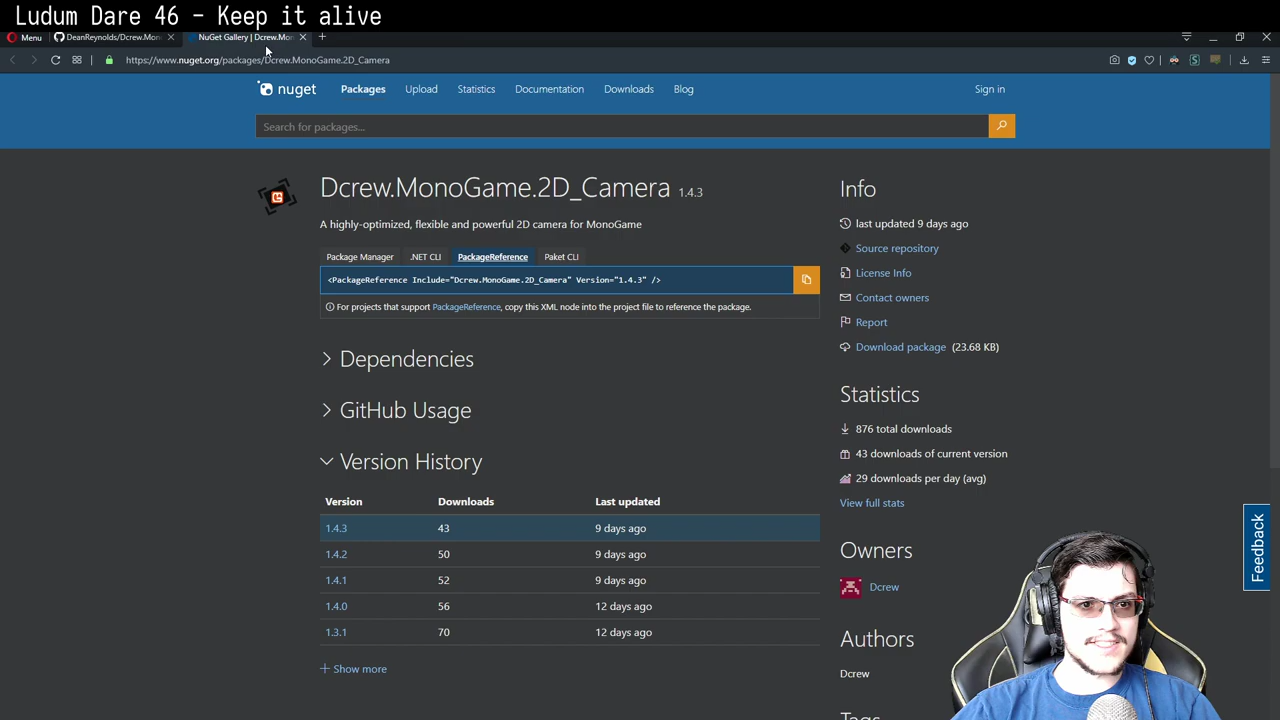 Ludum Dare 46 - Keep it alive
Menu
DeanReynolds/Dcrew.Mon
NuGet Gallery | Dcrew.Mon
https://www.nuget.org/packages/Dcrew.MonoGame.2D_Camera
nuget
Packages
Upload
Statistics
Documentation
Downloads
Blog
Sign in
Search for packages...
Dcrew.MonoGame.2D_Camera 1.4.3
A highly-optimized, flexible and powerful 2D camera for MonoGame
Package Manager
.NET CLI
PackageReference
Paket CLI
<PackageReference Include="Dcrew.MonoGame.2D_Camera" Version="1.4.3" />
For projects that support PackageReference, copy this XML node into the project file to reference the package.
Dependencies
GitHub Usage
Version History
Version Downloads Last updated
1.4.3 43 9 days ago
1.4.2 50 9 days ago
1.4.1 52 9 days ago
1.4.0 56 12 days ago
1.3.1 70 12 days ago
Show more
Info
last updated 9 days ago
Source repository
License Info
Contact owners
Report
Download package (23.68 KB)
Statistics
876 total downloads
43 downloads of current version
29 downloads per day (avg)
View full stats
Owners
Dcrew
Authors
Dcrew
Tags
Feedback